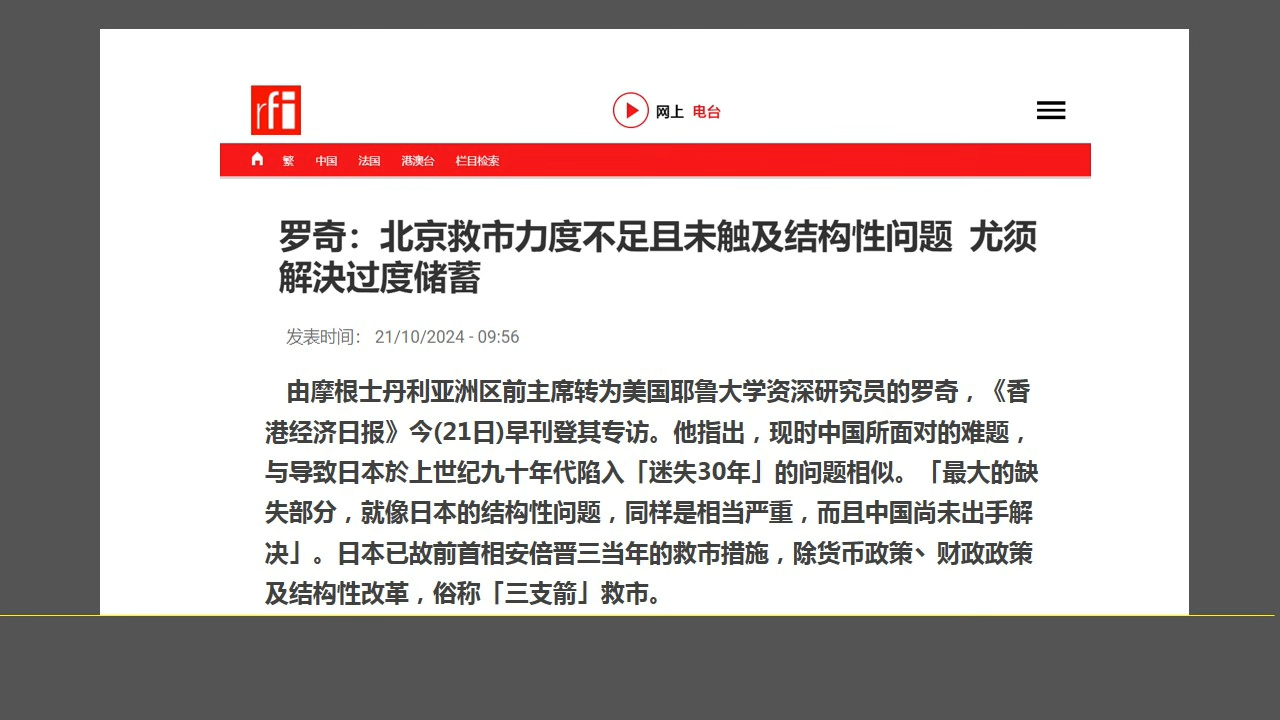 rfi
网上 电台
繁 中国 法国 港澳台 栏目检索
罗奇：北京救市力度不足且未触及结构性问题 尤须
解決过度储蓄
发表时间： 21/10/2024 - 09:56
由摩根士丹利亚洲区前主席转为美国耶鲁大学资深研究员的罗奇，《香
港经济日报》今(21日)早刊登其专访。他指出，现时中国所面对的难题，
与导致日本於上世纪九十年代陷入「迷失30年」的问题相似。「最大的缺
失部分，就像日本的结构性问题，同样是相当严重，而且中国尚未出手解
决」。日本已故前首相安倍晋三当年的救市措施，除货币政策、财政政策
及结构性改革，俗称「三支箭」救市。